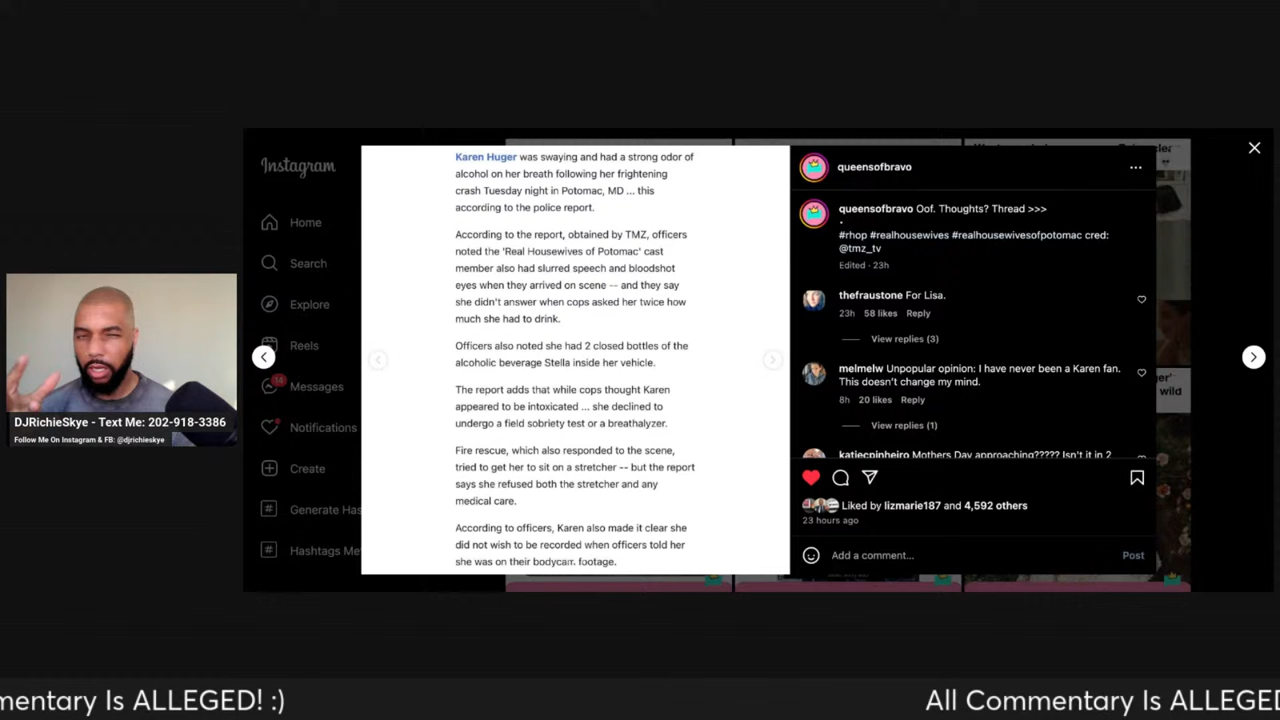 Instagram
Home
Search
Explore
Reels
14
Messages
Notifications
Create
Generate Has
Hashtags Me
DJRichieSkye - Text Me: 202-918-3386
Follow Me On Instagram & FB: @djrichieskye
Karen Huger was swaying and had a strong odor of
alcohol on her breath following her frightening
crash Tuesday night in Potomac, MD ... this
according to the police report.
According to the report, obtained by TMZ, officers
noted the 'Real Housewives of Potomac' cast
member also had slurred speech and bloodshot
eyes when they arrived on scene -- and they say
she didn't answer when cops asked her twice how
much she had to drink.
Officers also noted she had 2 closed bottles of the
alcoholic beverage Stella inside her vehicle.
The report adds that while cops thought Karen
appeared to be intoxicated ... she declined to
undergo a field sobriety test or a breathalyzer.
Fire rescue, which also responded to the scene,
tried to get her to sit on a stretcher -- but the report
says she refused both the stretcher and any
medical care.
According to officers, Karen also made it clear she
did not wish to be recorded when officers told her
she was on their bodycam footage.
queensofbravo
queensofbravo Oof. Thoughts? Thread >>>
.
#rhop #realhousewives #realhousewivesofpotomac cred:
@tmz_tv
Edited · 23h
thefraustone For Lisa.
23h 58 likes Reply
View replies (3)
melmelw Unpopular opinion: I have never been a Karen fan.
This doesn't change my mind.
8h 20 likes Reply
View replies (1)
katiecpinheiro Mothers Day approaching????? Isn't it in 2
Liked by lizmarie187 and 4,592 others
23 hours ago
Add a comment...
Post
wild
mentary Is ALLEGED! :)
All Commentary Is ALLEGED